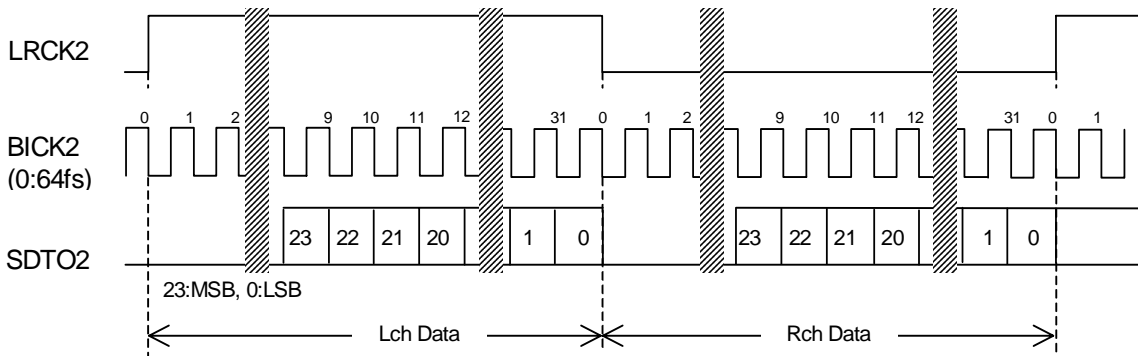 LRCK2
0 1 2 9 10 11 12 31 0 1 2 9 10 11 12 31 0 1
BICK2
(0:64fs)
23 22 21 20 1 0 23 22 21 20 1 0
SDTO2
23:MSB, 0:LSB
Lch Data Rch Data